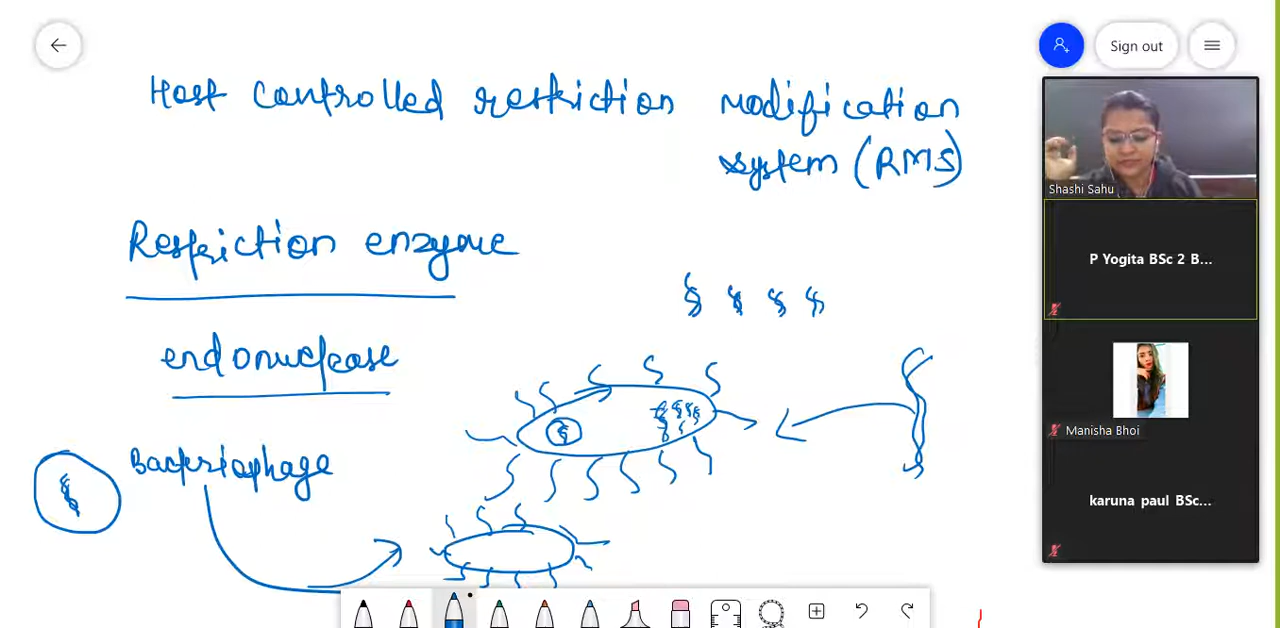 Host controlled restriction modification
system (RMS)
Restriction enzyme
endonuclease
Bacteriophage
Sign out
Shashi Sahu
P Yogita BSc 2 B...
Manisha Bhoi
karuna paul BSc...